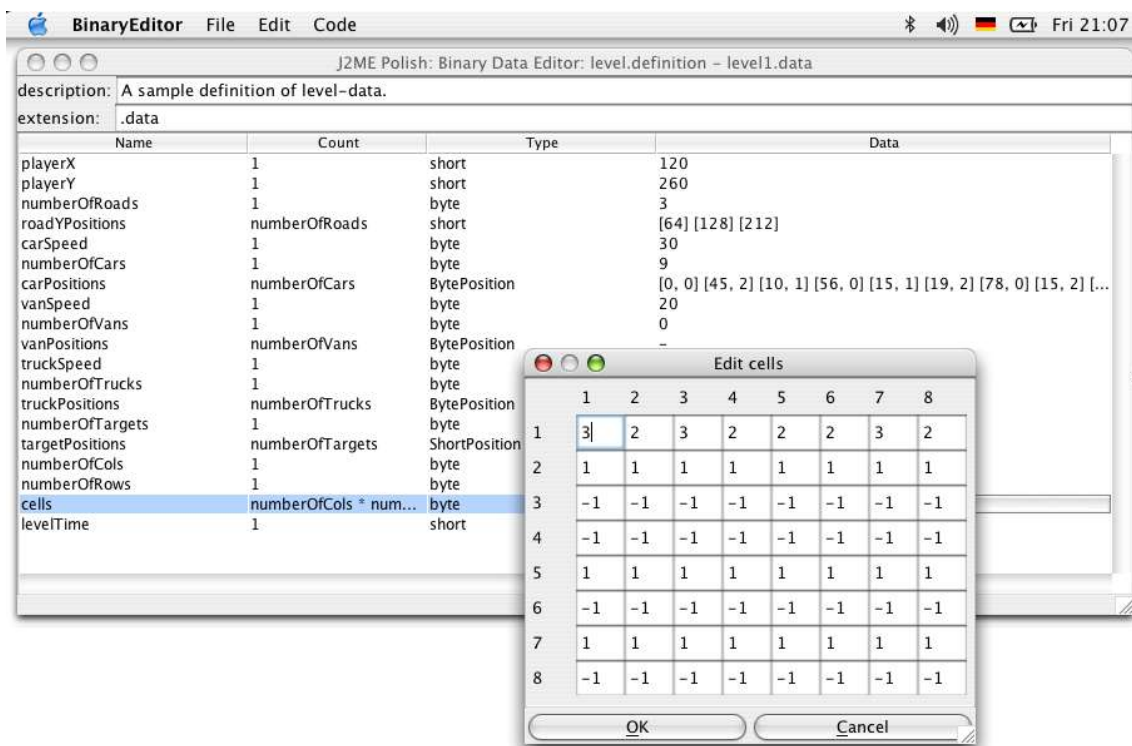 BinaryEditor File Edit Code Fri 21:07
J2ME Polish: Binary Data Editor: level.definition – level1.data
description: A sample definition of level-data.
extension: .data
Name Count Type Data
playerX 1 short 120
playerY 1 short 260
numberOfRoads 1 byte 3
roadYPositions numberOfRoads short [64] [128] [212]
carSpeed 1 byte 30
numberOfCars 1 byte 9
carPositions numberOfCars BytePosition [0, 0] [45, 2] [10, 1] [56, 0] [15, 1] [19, 2] [78, 0] [15, 2] [...
vanSpeed 1 byte 20
numberOfVans 1 byte 0
vanPositions numberOfVans BytePosition –
truckSpeed 1 byte
numberOfTrucks 1 byte
truckPositions numberOfTrucks BytePosition
numberOfTargets 1 byte
targetPositions numberOfTargets ShortPosition
numberOfCols 1 byte
numberOfRows 1 byte
cells numberOfCols * num... byte
levelTime 1 short
Edit cells
1 2 3 4 5 6 7 8
1 3 2 3 2 2 2 3 2
2 1 1 1 1 1 1 1 1
3 -1 -1 -1 -1 -1 -1 -1 -1
4 -1 -1 -1 -1 -1 -1 -1 -1
5 1 1 1 1 1 1 1 1
6 -1 -1 -1 -1 -1 -1 -1 -1
7 1 1 1 1 1 1 1 1
8 -1 -1 -1 -1 -1 -1 -1 -1
OK Cancel